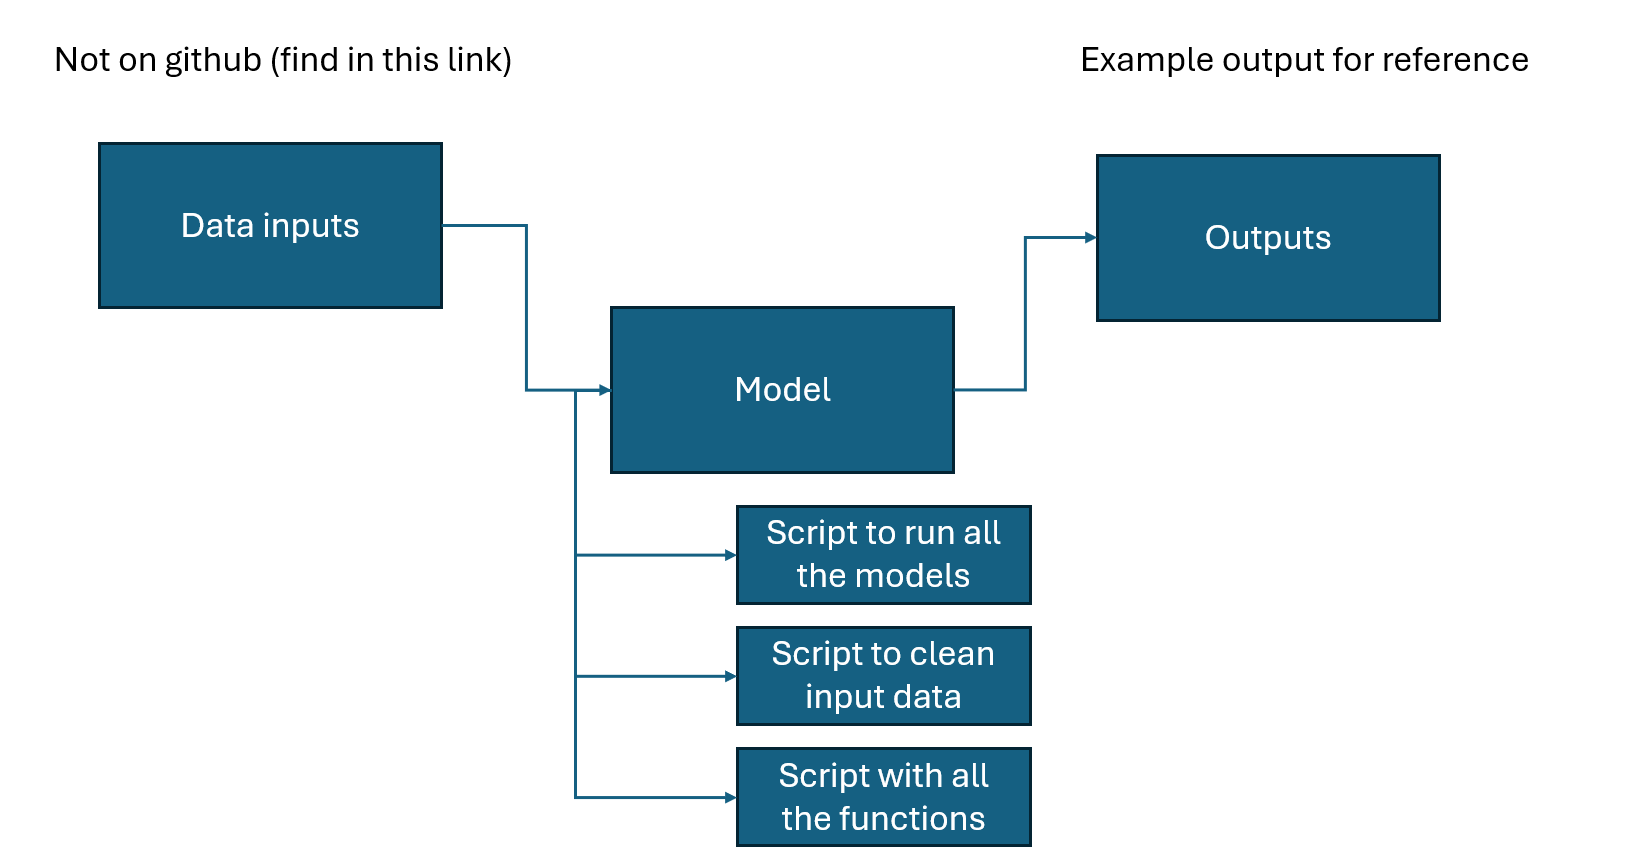 Not on github (find in this link)
Example output for reference
Data inputs
Outputs
Model
Script to run all
the models
Script to clean
input data
Script with all
the functions